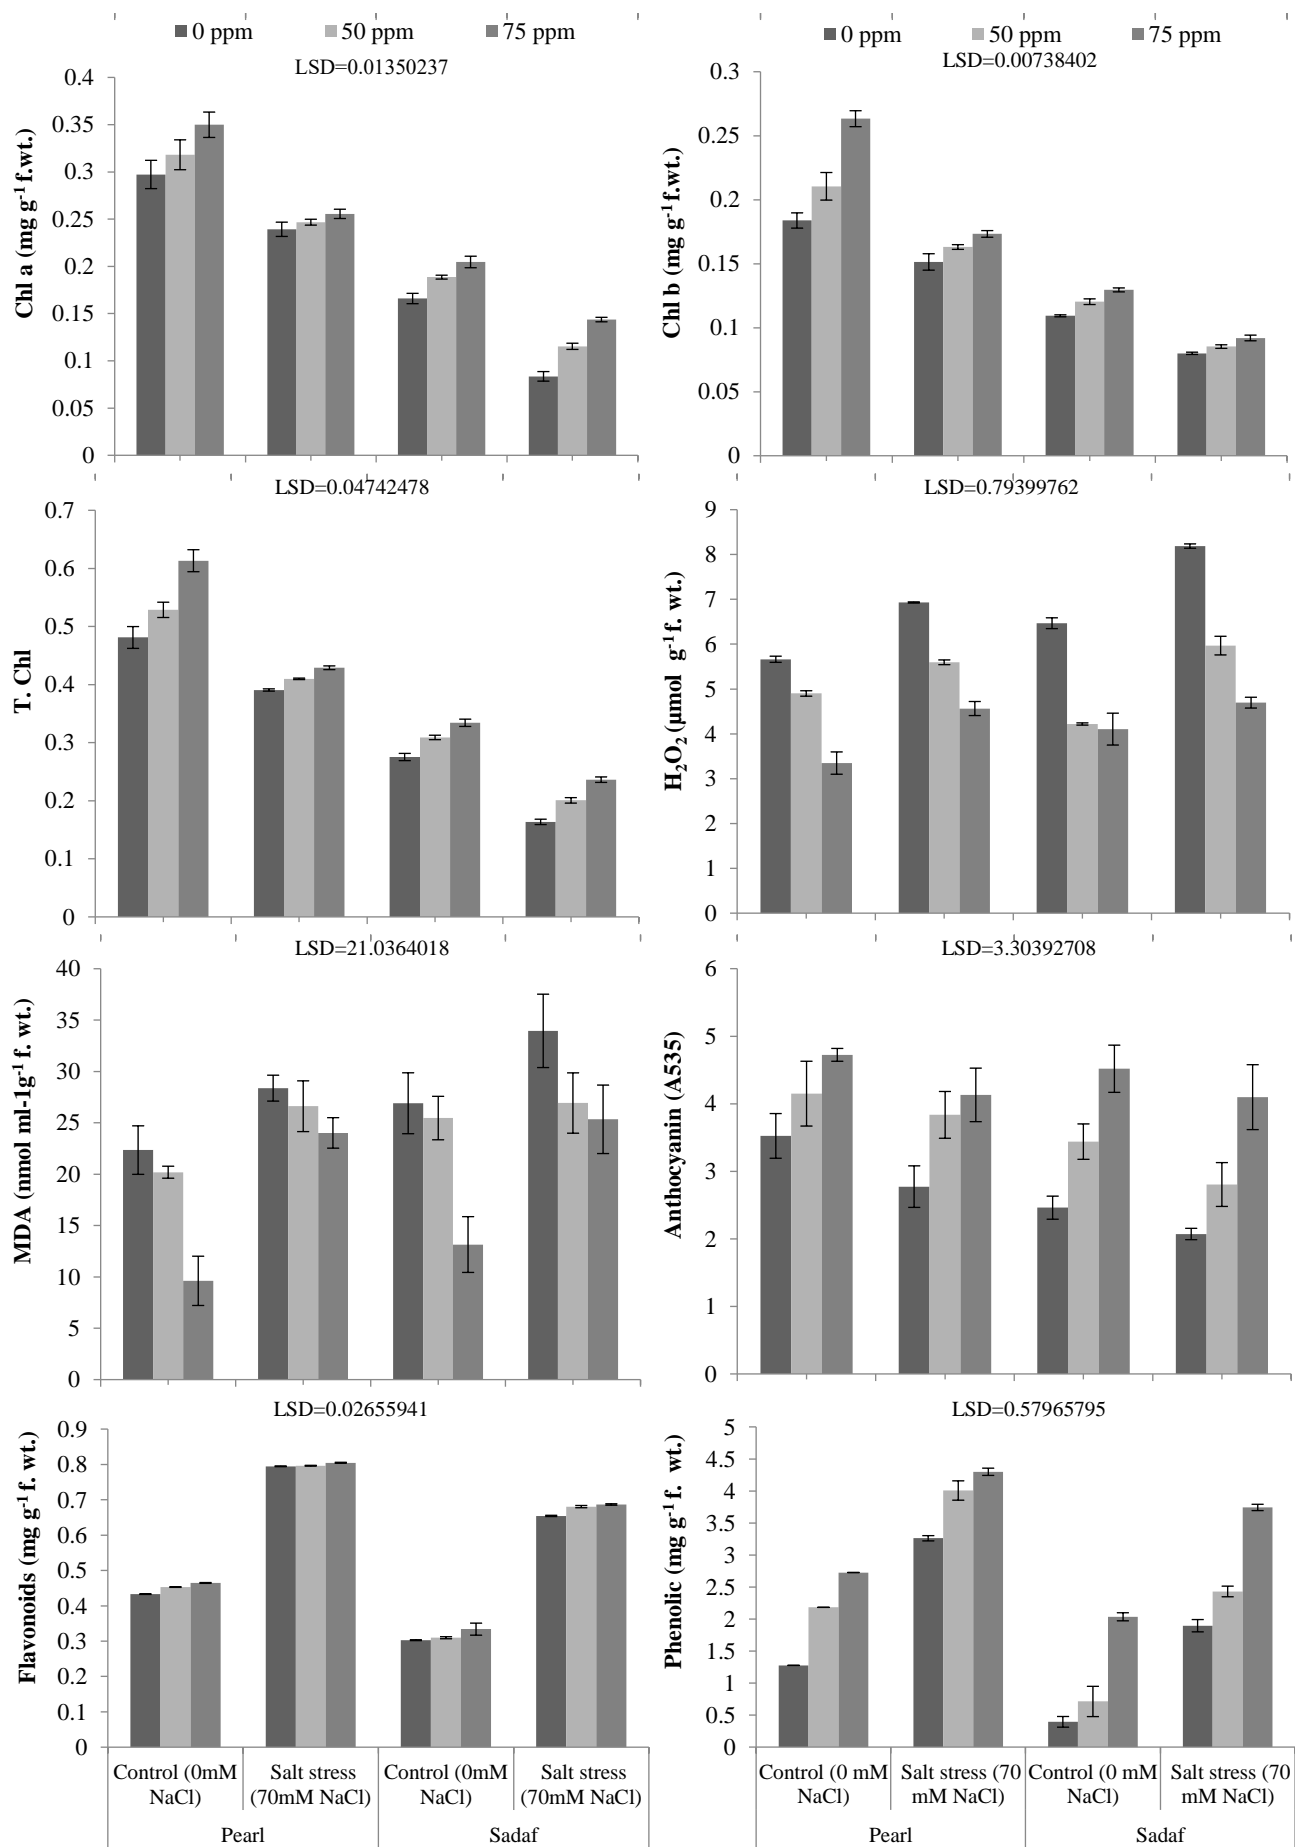 0 ppm 50 ppm 75 ppm
LSD=0.01350237
Chl a (mg g-1 f.wt.)
0.4
0.35
0.3
0.25
0.2
0.15
0.1
0.05
0
0 ppm 50 ppm 75 ppm
LSD=0.00738402
Chl b (mg g-1 f.wt.)
0.3
0.25
0.2
0.15
0.1
0.05
0
LSD=0.04742478
T. Chl
0.7
0.6
0.5
0.4
0.3
0.2
0.1
0
LSD=0.79399762
H2O2 (µmol g-1 f. wt.)
9
8
7
6
5
4
3
2
1
0
LSD=21.0364018
MDA (nmol ml-1g-1 f. wt.)
40
35
30
25
20
15
10
5
0
LSD=3.30392708
Anthocyanin (A535)
6
5
4
3
2
1
0
LSD=0.02655941
Flavonoids (mg g-1 f. wt.)
0.9
0.8
0.7
0.6
0.5
0.4
0.3
0.2
0.1
0
Control (0mM NaCl)
Salt stress (70mM NaCl)
Control (0mM NaCl)
Salt stress (70mM NaCl)
Pearl Sadaf
LSD=0.57965795
Phenolic (mg g-1 f. wt.)
5
4.5
4
3.5
3
2.5
2
1.5
1
0.5
0
Control (0 mM NaCl)
Salt stress (70 mM NaCl)
Control (0 mM NaCl)
Salt stress (70 mM NaCl)
Pearl Sadaf